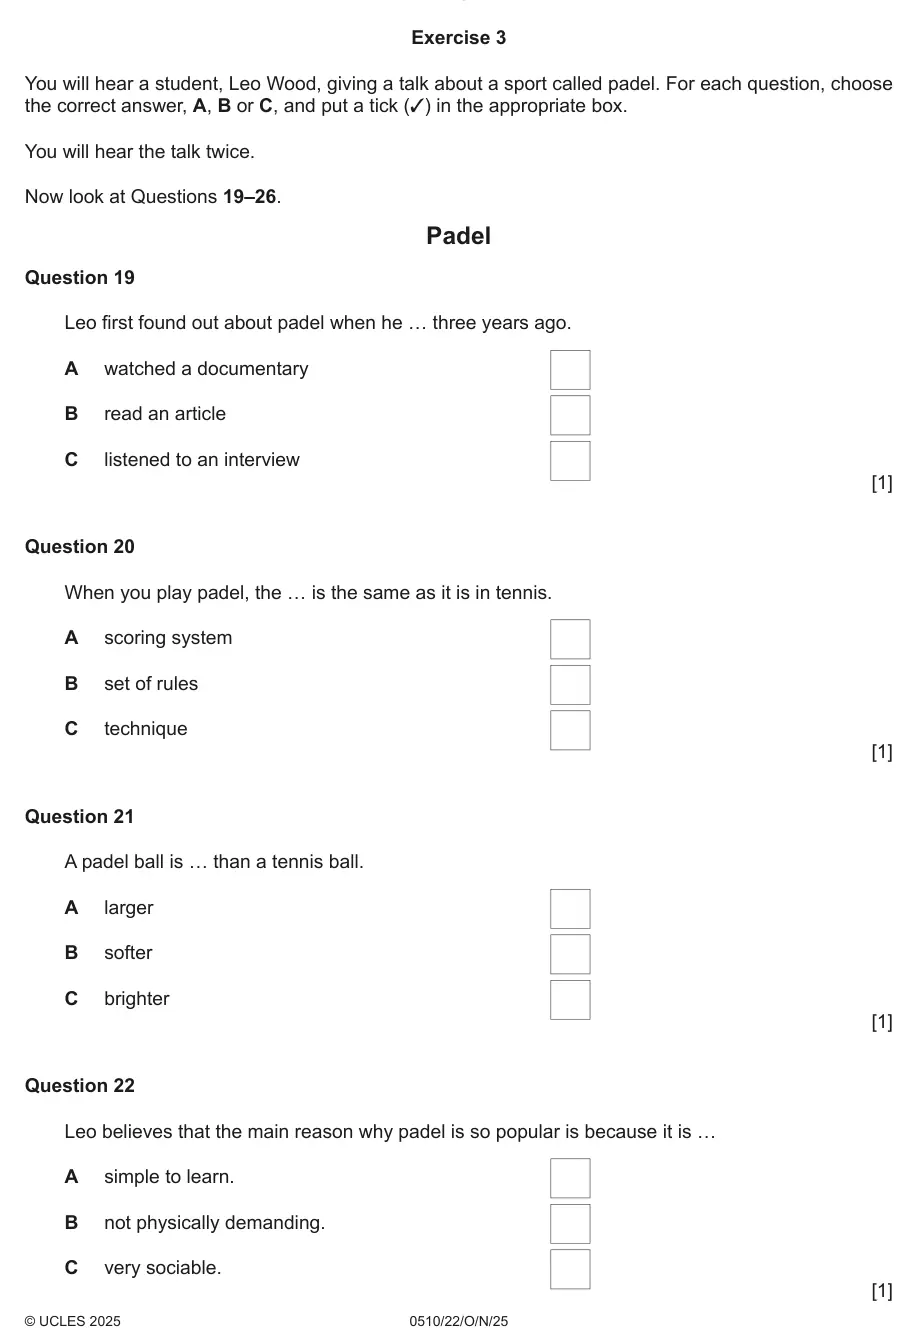 Exercise 3
You will hear a student, Leo Wood, giving a talk about a sport called padel. For each question, choose
the correct answer, A, B or C, and put a tick (✓) in the appropriate box.
You will hear the talk twice.
Now look at Questions 19–26.
Padel
Question 19
Leo first found out about padel when he … three years ago.
A watched a documentary
B read an article
C listened to an interview
[1]
Question 20
When you play padel, the … is the same as it is in tennis.
A scoring system
B set of rules
C technique
[1]
Question 21
A padel ball is … than a tennis ball.
A larger
B softer
C brighter
[1]
Question 22
Leo believes that the main reason why padel is so popular is because it is …
A simple to learn.
B not physically demanding.
C very sociable.
[1]
© UCLES 2025 0510/22/O/N/25